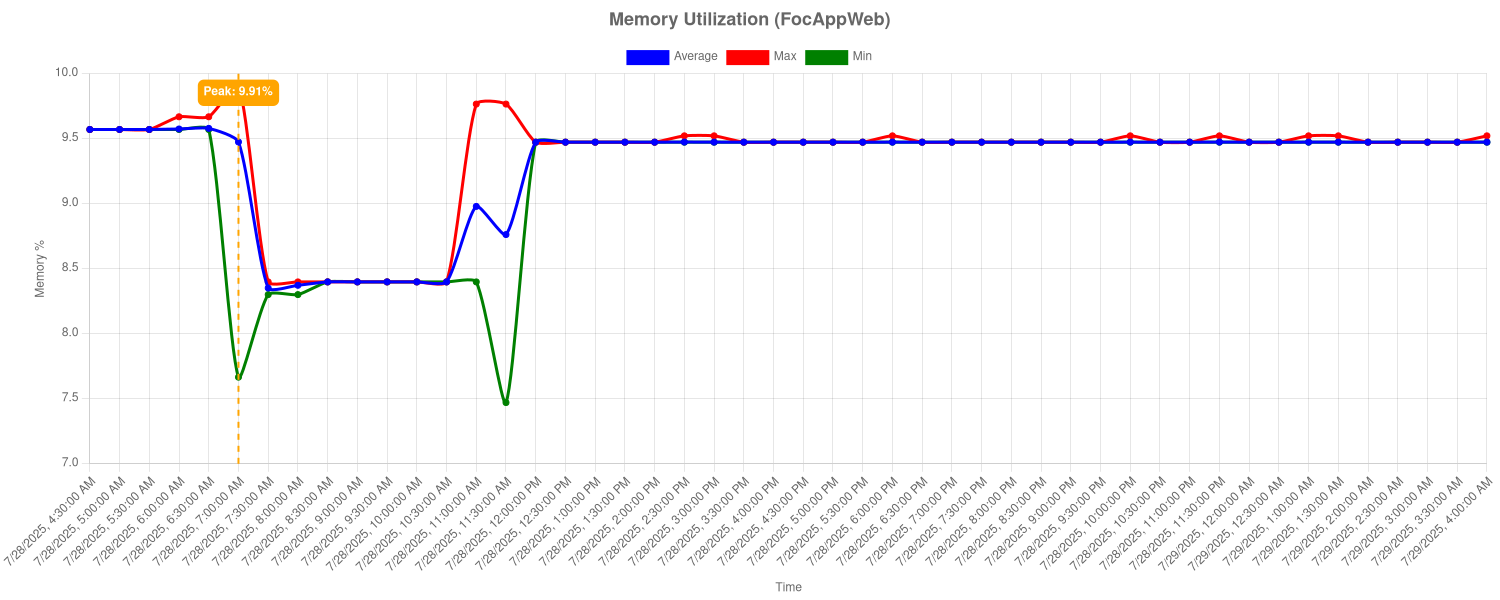 Memory Utilization (FocAppWeb)
Average Max Min
Peak: 9.91%
10.0
9.5
9.0
8.5
8.0
7.5
7.0
Memory %
7/28/2025, 4:30:00 AM
7/28/2025, 5:00:00 AM
7/28/2025, 5:30:00 AM
7/28/2025, 6:00:00 AM
7/28/2025, 6:30:00 AM
7/28/2025, 7:00:00 AM
7/28/2025, 7:30:00 AM
7/28/2025, 8:00:00 AM
7/28/2025, 8:30:00 AM
7/28/2025, 9:00:00 AM
7/28/2025, 9:30:00 AM
7/28/2025, 10:00:00 AM
7/28/2025, 10:30:00 AM
7/28/2025, 11:00:00 AM
7/28/2025, 11:30:00 AM
7/28/2025, 12:00:00 PM
7/28/2025, 12:30:00 PM
7/28/2025, 1:00:00 PM
7/28/2025, 1:30:00 PM
7/28/2025, 2:00:00 PM
7/28/2025, 2:30:00 PM
7/28/2025, 3:00:00 PM
7/28/2025, 3:30:00 PM
7/28/2025, 4:00:00 PM
7/28/2025, 4:30:00 PM
7/28/2025, 5:00:00 PM
7/28/2025, 5:30:00 PM
7/28/2025, 6:00:00 PM
7/28/2025, 6:30:00 PM
7/28/2025, 7:00:00 PM
7/28/2025, 7:30:00 PM
7/28/2025, 8:00:00 PM
7/28/2025, 8:30:00 PM
7/28/2025, 9:00:00 PM
7/28/2025, 9:30:00 PM
7/28/2025, 10:00:00 PM
7/28/2025, 10:30:00 PM
7/28/2025, 11:00:00 PM
7/28/2025, 11:30:00 PM
7/29/2025, 12:00:00 AM
7/29/2025, 12:30:00 AM
7/29/2025, 1:00:00 AM
7/29/2025, 1:30:00 AM
7/29/2025, 2:00:00 AM
7/29/2025, 2:30:00 AM
7/29/2025, 3:00:00 AM
7/29/2025, 3:30:00 AM
7/29/2025, 4:00:00 AM
Time